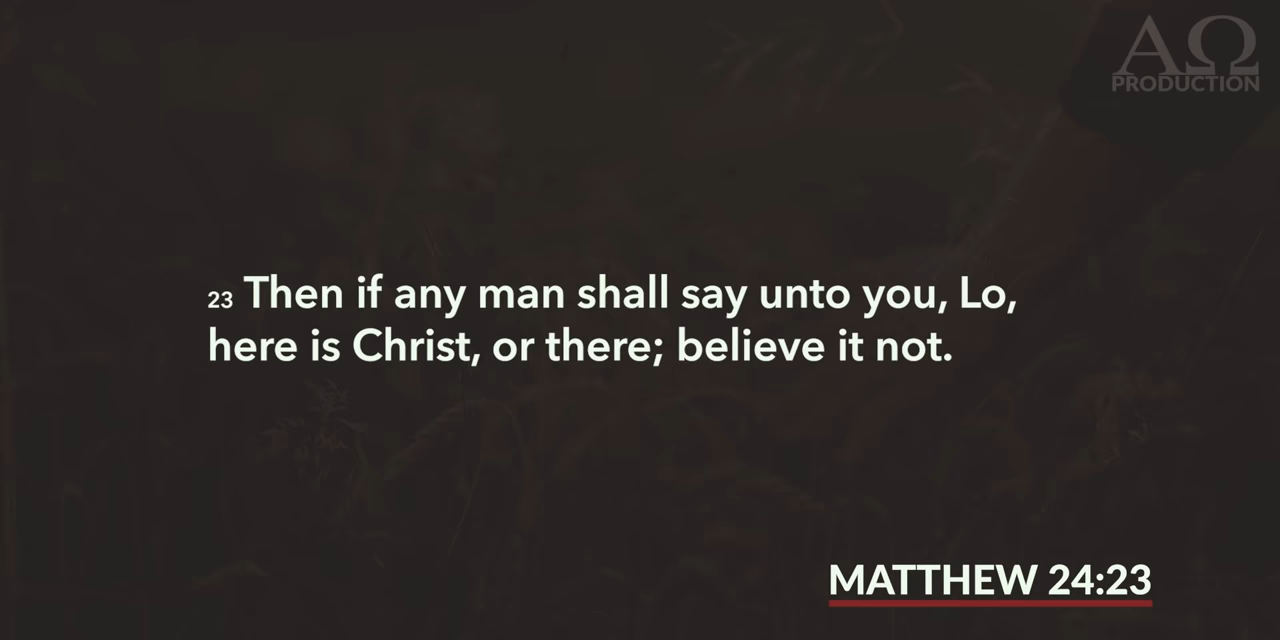 ΑΩ
PRODUCTION
23 Then if any man shall say unto you, Lo,
here is Christ, or there; believe it not.
MATTHEW 24:23